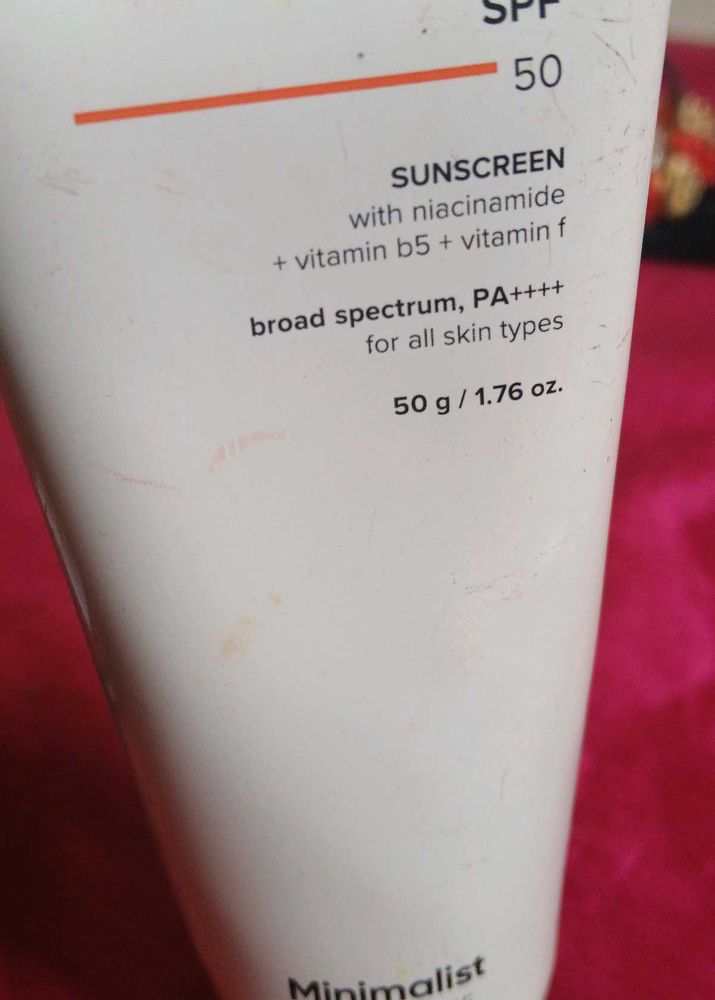 SPF
50
SUNSCREEN
with niacinamide
+ vitamin b5 + vitamin f
broad spectrum, PA++++
for all skin types
50 g / 1.76 oz.
Minimalist